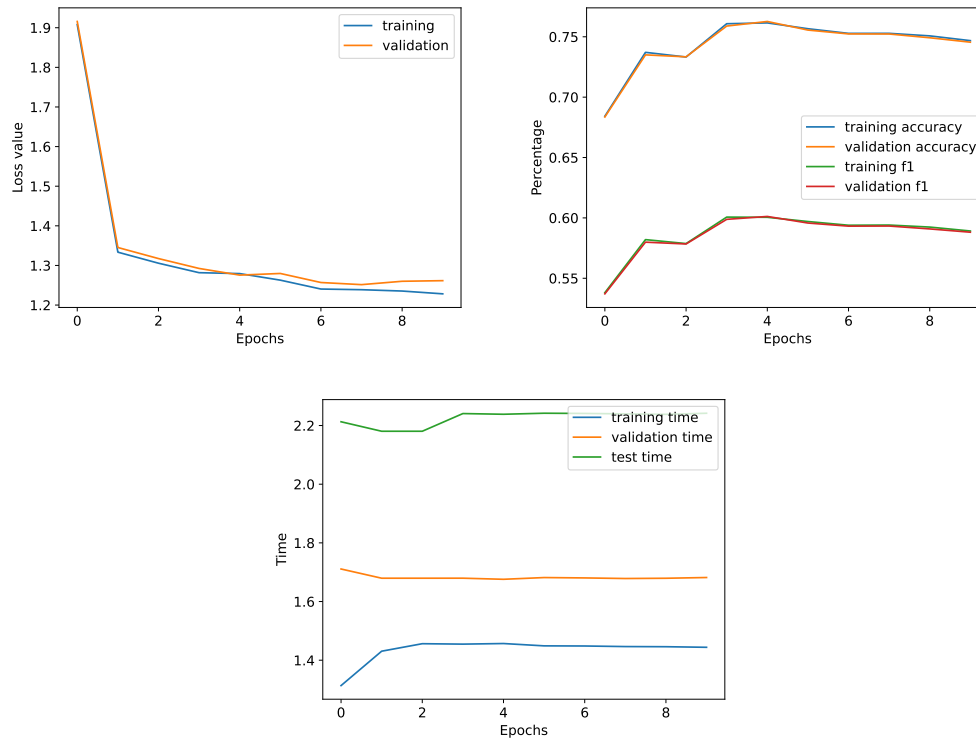 1.9
1.8
1.7
1.6
1.5
1.4
1.3
1.2
Loss value
0 2 4 6 8
Epochs
training
validation
0.75
0.70
0.65
0.60
0.55
Percentage
0 2 4 6 8
Epochs
training accuracy
validation accuracy
training f1
validation f1
2.2
2.0
1.8
1.6
1.4
Time
0 2 4 6 8
Epochs
training time
validation time
test time